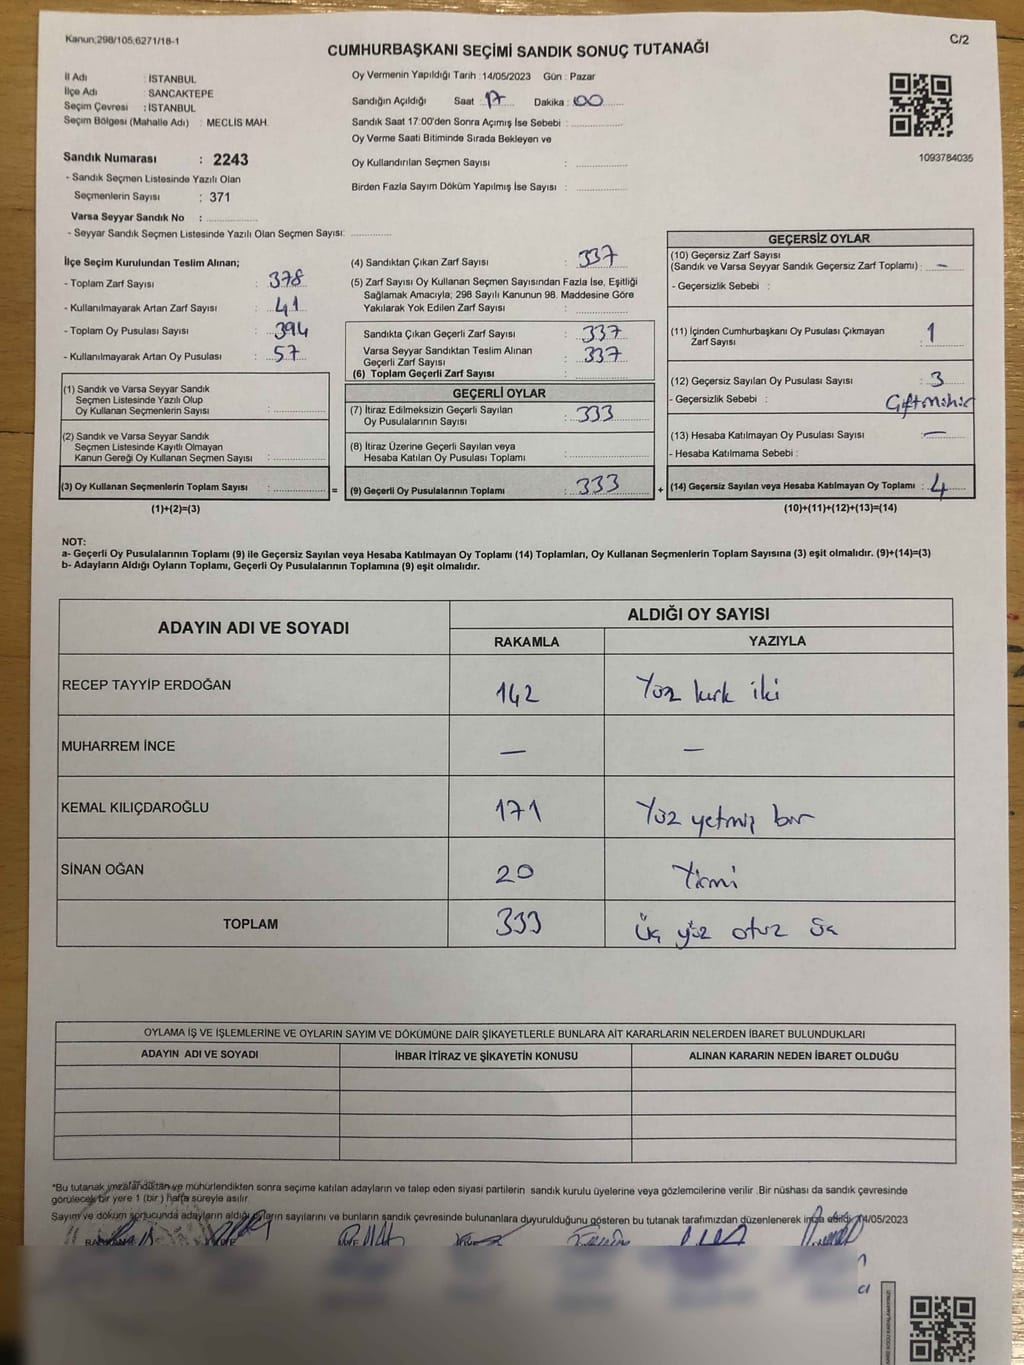 Kanun;298/105,6271/18-1
C/2
CUMHURBAŞKANI SEÇİMİ SANDIK SONUÇ TUTANAĞI
İl Adı : İSTANBUL
İlçe Adı : SANCAKTEPE
Seçim Çevresi : İSTANBUL
Seçim Bölgesi (Mahalle Adı) : MECLİS MAH.
Sandık Numarası : 2243
- Sandık Seçmen Listesinde Yazılı Olan
Seçmenlerin Sayısı : 371
Varsa Seyyar Sandık No :
- Seyyar Sandık Seçmen Listesinde Yazılı Olan Seçmen Sayısı:
Oy Vermenin Yapıldığı Tarih :14/05/2023 Gün : Pazar
Sandığın Açıldığı Saat : 17 Dakika : 00
Sandık Saat 17:00'den Sonra Açımış İse Sebebi :
Oy Verme Saati Bitiminde Sırada Bekleyen ve
Oy Kullandırılan Seçmen Sayısı :
Birden Fazla Sayım Döküm Yapılmış İse Sayısı :
1093784035
İlçe Seçim Kurulundan Teslim Alınan;
- Toplam Zarf Sayısı : 378
- Kullanılmayarak Artan Zarf Sayısı : 41
- Toplam Oy Pusulası Sayısı : 394
- Kullanılmayarak Artan Oy Pusulası : 57
(1) Sandık ve Varsa Seyyar Sandık
Seçmen Listesinde Yazılı Olup
Oy Kullanan Seçmenlerin Sayısı :
(2) Sandık ve Varsa Seyyar Sandık
Seçmen Listesinde Kayıtlı Olmayan
Kanun Gereği Oy Kullanan Seçmen Sayısı :
(3) Oy Kullanan Seçmenlerin Toplam Sayısı :
(1)+(2)=(3)
=
(4) Sandıktan Çıkan Zarf Sayısı : 337
(5) Zarf Sayısı Oy Kullanan Seçmen Sayısından Fazla İse, Eşitliği
Sağlamak Amacıyla; 298 Sayılı Kanunun 98. Maddesine Göre
Yakılarak Yok Edilen Zarf Sayısı :
Sandıkta Çıkan Geçerli Zarf Sayısı : 337
Varsa Seyyar Sandıktan Teslim Alınan
Geçerli Zarf Sayısı : 337
(6) Toplam Geçerli Zarf Sayısı :
GEÇERLİ OYLAR
(7) İtiraz Edilmeksizin Geçerli Sayılan
Oy Pusulalarının Sayısı : 333
(8) İtiraz Üzerine Geçerli Sayılan veya
Hesaba Katılan Oy Pusulası Toplamı :
(9) Geçerli Oy Pusulalarının Toplamı : 333
+
GEÇERSİZ OYLAR
(10) Geçersiz Zarf Sayısı
(Sandık ve Varsa Seyyar Sandık Geçersiz Zarf Toplamı) : –
- Geçersizlik Sebebi :
(11) İçinden Cumhurbaşkanı Oy Pusulası Çıkmayan
Zarf Sayısı : 1
(12) Geçersiz Sayılan Oy Pusulası Sayısı : 3
- Geçersizlik Sebebi : Çift mühür
(13) Hesaba Katılmayan Oy Pusulası Sayısı : –
- Hesaba Katılmama Sebebi :
(14) Geçersiz Sayılan veya Hesaba Katılmayan Oy Toplamı : 4
(10)+(11)+(12)+(13)=(14)
NOT:
a- Geçerli Oy Pusulalarının Toplamı (9) ile Geçersiz Sayılan veya Hesaba Katılmayan Oy Toplamı (14) Toplamları, Oy Kullanan Seçmenlerin Toplam Sayısına (3) eşit olmalıdır. (9)+(14)=(3)
b- Adayların Aldığı Oyların Toplamı, Geçerli Oy Pusulalarının Toplamına (9) eşit olmalıdır.
ADAYIN ADI VE SOYADI
ALDIĞI OY SAYISI
RAKAMLA YAZIYLA
RECEP TAYYİP ERDOĞAN 142 Yüz kırk iki
MUHARREM İNCE – –
KEMAL KILIÇDAROĞLU 171 Yüz yetmiş bir
SİNAN OĞAN 20 Yirmi
TOPLAM 333 Üç yüz otuz üç
OYLAMA İŞ VE İŞLEMLERİNE VE OYLARIN SAYIM VE DÖKÜMÜNE DAİR ŞİKAYETLERLE BUNLARA AİT KARARLARIN NELERDEN İBARET BULUNDUKLARI
ADAYIN ADI VE SOYADI İHBAR İTİRAZ VE ŞİKAYETİN KONUSU ALINAN KARARIN NEDEN İBARET OLDUĞU
*Bu tutanak imzalandıktan ve mühürlendikten sonra seçime katılan adayların ve talep eden siyasi partilerin sandık kurulu üyelerine veya gözlemcilerine verilir .Bir nüshası da sandık çevresinde
görülecek bir yere 1 (bir) hafta süreyle asılır.
Sayım ve döküm sonucunda adayların aldığı oyların sayılarını ve bunların sandık çevresinde bulunanlara duyurulduğunu gösteren bu tutanak tarafımızdan düzenlenerek imza edildi. 14/05/2023